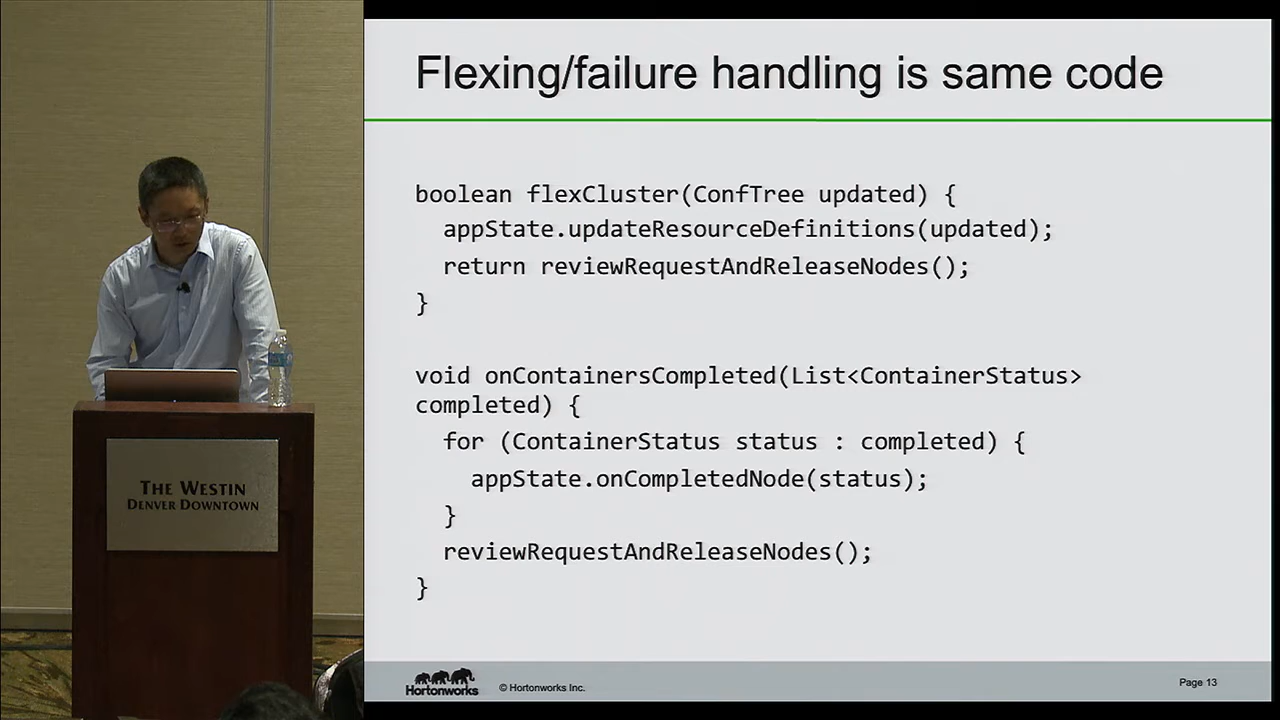 Flexing/failure handling is same code
boolean flexCluster(ConfTree updated) {
appState.updateResourceDefinitions(updated);
return reviewRequestAndReleaseNodes();
}
void onContainersCompleted(List<ContainerStatus>
completed) {
for (ContainerStatus status : completed) {
appState.onCompletedNode(status);
}
reviewRequestAndReleaseNodes();
}
Hortonworks
© Hortonworks Inc.
Page 13
THE WESTIN
DENVER DOWNTOWN